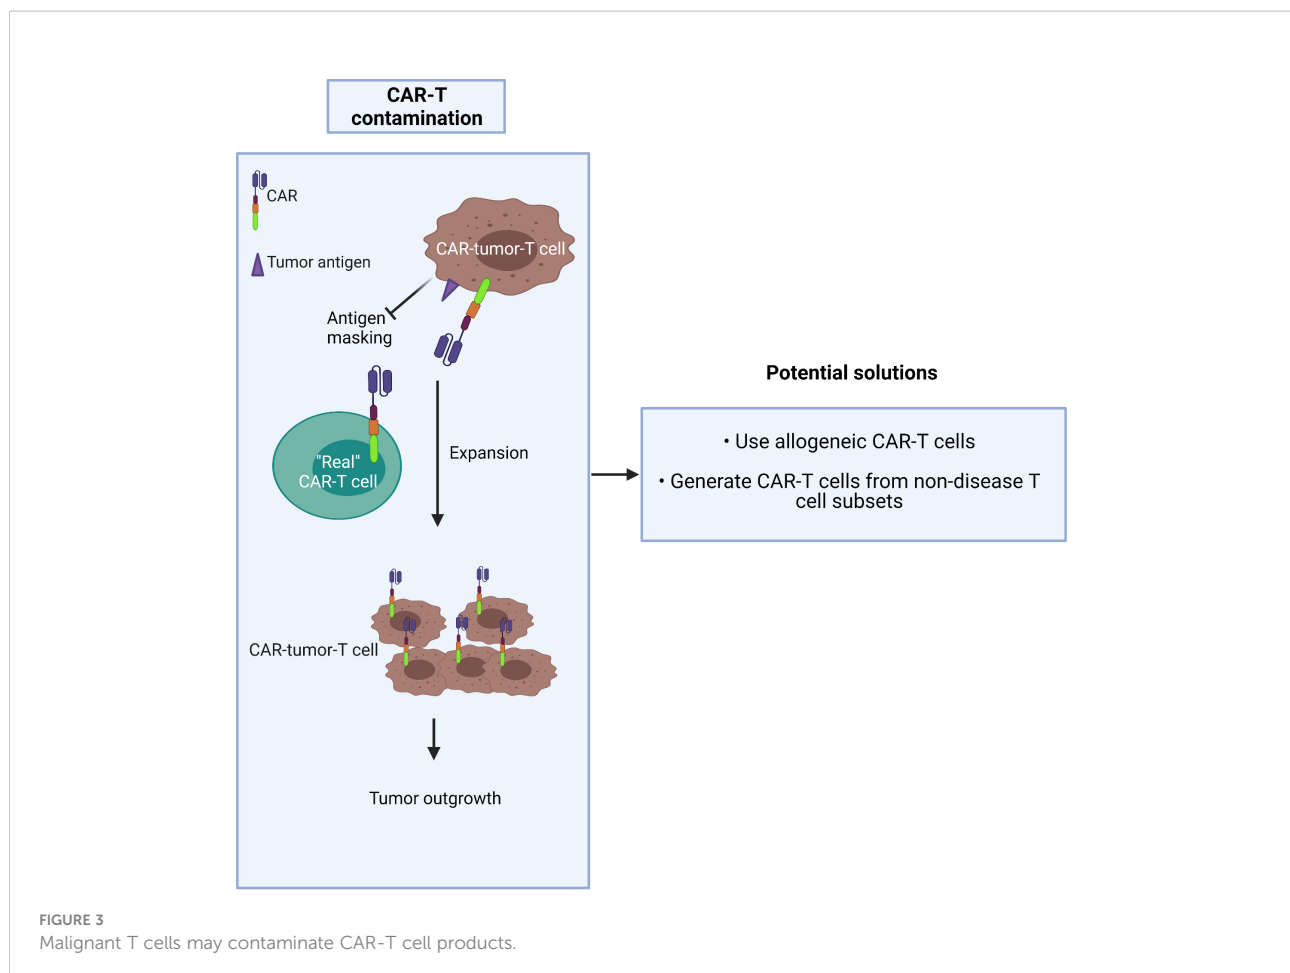 CAR-T
contamination
CAR
Tumor antigen
CAR-tumor-T cell
Antigen
masking
"Real"
CAR-T cell
Expansion
CAR-tumor-T cell
Tumor outgrowth
Potential solutions
• Use allogeneic CAR-T cells
• Generate CAR-T cells from non-disease T
cell subsets
FIGURE 3
Malignant T cells may contaminate CAR-T cell products.